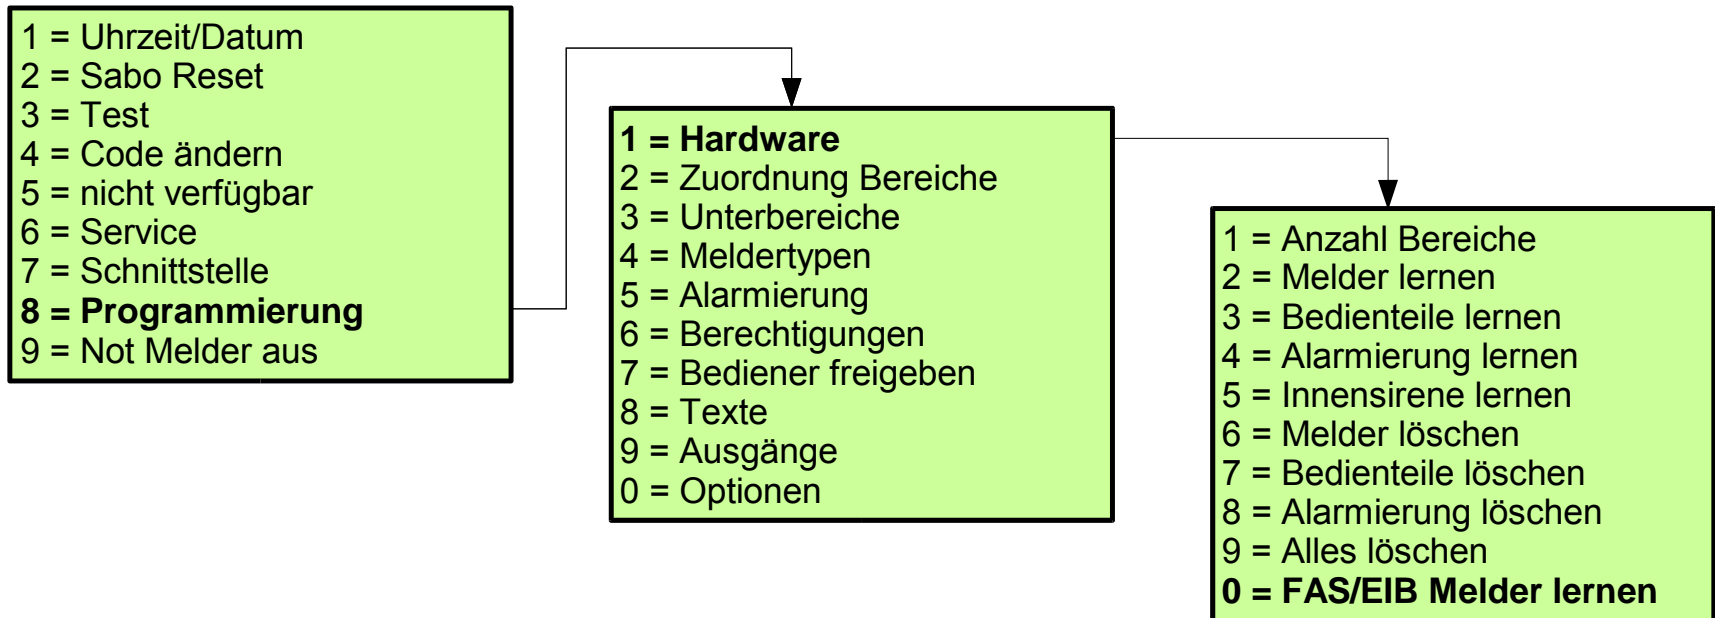 1 = Uhrzeit/Datum
2 = Sabo Reset
3 = Test
4 = Code ändern
5 = nicht verfügbar
6 = Service
7 = Schnittstelle
8 = Programmierung
9 = Not Melder aus
1 = Hardware
2 = Zuordnung Bereiche
3 = Unterbereiche
4 = Meldertypen
5 = Alarmierung
6 = Berechtigungen
7 = Bediener freigeben
8 = Texte
9 = Ausgänge
0 = Optionen
1 = Anzahl Bereiche
2 = Melder lernen
3 = Bedienteile lernen
4 = Alarmierung lernen
5 = Innensirene lernen
6 = Melder löschen
7 = Bedienteile löschen
8 = Alarmierung löschen
9 = Alles löschen
0 = FAS/EIB Melder lernen